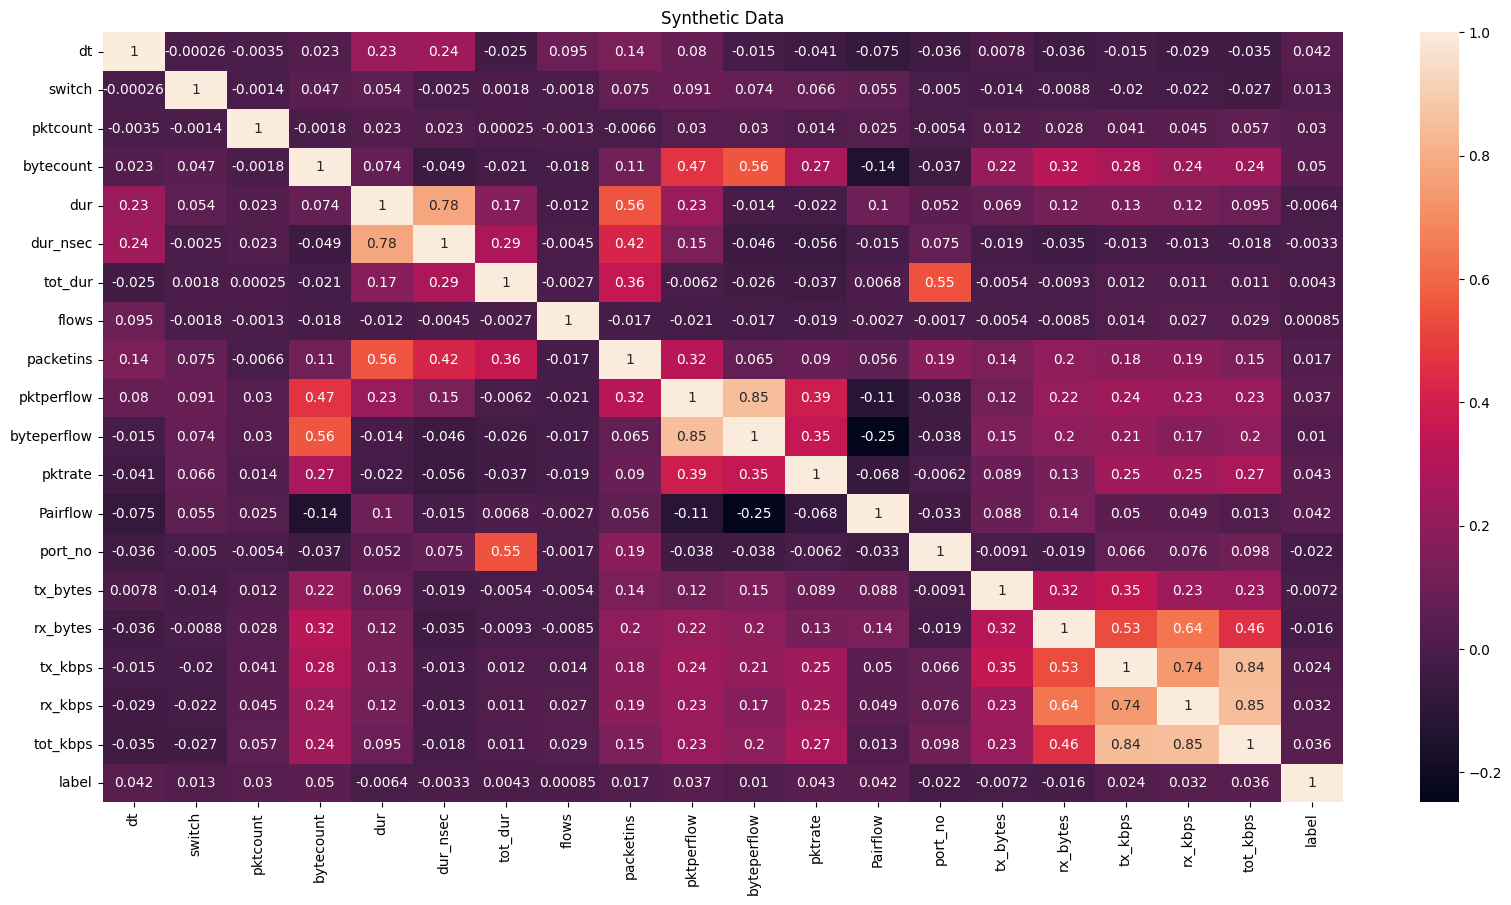 Synthetic Data
dt 1 -0.00026 -0.0035 0.023 0.23 0.24 -0.025 0.095 0.14 0.08 -0.015 -0.041 -0.075 -0.036 0.0078 -0.036 -0.015 -0.029 -0.035 0.042
switch -0.00026 1 -0.0014 0.047 0.054 -0.0025 0.0018 -0.0018 0.075 0.091 0.074 0.066 0.055 -0.005 -0.014 -0.0088 -0.02 -0.022 -0.027 0.013
pktcount -0.0035 -0.0014 1 -0.0018 0.023 0.023 0.00025 -0.0013 -0.0066 0.03 0.03 0.014 0.025 -0.0054 0.012 0.028 0.041 0.045 0.057 0.03
bytecount 0.023 0.047 -0.0018 1 0.074 -0.049 -0.021 -0.018 0.11 0.47 0.56 0.27 -0.14 -0.037 0.22 0.32 0.28 0.24 0.24 0.05
dur 0.23 0.054 0.023 0.074 1 0.78 0.17 -0.012 0.56 0.23 -0.014 -0.022 0.1 0.052 0.069 0.12 0.13 0.12 0.095 -0.0064
dur_nsec 0.24 -0.0025 0.023 -0.049 0.78 1 0.29 -0.0045 0.42 0.15 -0.046 -0.056 -0.015 0.075 -0.019 -0.035 -0.013 -0.013 -0.018 -0.0033
tot_dur -0.025 0.0018 0.00025 -0.021 0.17 0.29 1 -0.0027 0.36 -0.0062 -0.026 -0.037 0.0068 0.55 -0.0054 -0.0093 0.012 0.011 0.011 0.0043
flows 0.095 -0.0018 -0.0013 -0.018 -0.012 -0.0045 -0.0027 1 -0.017 -0.021 -0.017 -0.019 -0.0027 -0.0017 -0.0054 -0.0085 0.014 0.027 0.029 0.00085
packetins 0.14 0.075 -0.0066 0.11 0.56 0.42 0.36 -0.017 1 0.32 0.065 0.09 0.056 0.19 0.14 0.2 0.18 0.19 0.15 0.017
pktperflow 0.08 0.091 0.03 0.47 0.23 0.15 -0.0062 -0.021 0.32 1 0.85 0.39 -0.11 -0.038 0.12 0.22 0.24 0.23 0.23 0.037
byteperflow -0.015 0.074 0.03 0.56 -0.014 -0.046 -0.026 -0.017 0.065 0.85 1 0.35 -0.25 -0.038 0.15 0.2 0.21 0.17 0.2 0.01
pktrate -0.041 0.066 0.014 0.27 -0.022 -0.056 -0.037 -0.019 0.09 0.39 0.35 1 -0.068 -0.0062 0.089 0.13 0.25 0.25 0.27 0.043
Pairflow -0.075 0.055 0.025 -0.14 0.1 -0.015 0.0068 -0.0027 0.056 -0.11 -0.25 -0.068 1 -0.033 0.088 0.14 0.05 0.049 0.013 0.042
port_no -0.036 -0.005 -0.0054 -0.037 0.052 0.075 0.55 -0.0017 0.19 -0.038 -0.038 -0.0062 -0.033 1 -0.0091 -0.019 0.066 0.076 0.098 -0.022
tx_bytes 0.0078 -0.014 0.012 0.22 0.069 -0.019 -0.0054 -0.0054 0.14 0.12 0.15 0.089 0.088 -0.0091 1 0.32 0.35 0.23 0.23 -0.0072
rx_bytes -0.036 -0.0088 0.028 0.32 0.12 -0.035 -0.0093 -0.0085 0.2 0.22 0.2 0.13 0.14 -0.019 0.32 1 0.53 0.64 0.46 -0.016
tx_kbps -0.015 -0.02 0.041 0.28 0.13 -0.013 0.012 0.014 0.18 0.24 0.21 0.25 0.05 0.066 0.35 0.53 1 0.74 0.84 0.024
rx_kbps -0.029 -0.022 0.045 0.24 0.12 -0.013 0.011 0.027 0.19 0.23 0.17 0.25 0.049 0.076 0.23 0.64 0.74 1 0.85 0.032
tot_kbps -0.035 -0.027 0.057 0.24 0.095 -0.018 0.011 0.029 0.15 0.23 0.2 0.27 0.013 0.098 0.23 0.46 0.84 0.85 1 0.036
label 0.042 0.013 0.03 0.05 -0.0064 -0.0033 0.0043 0.00085 0.017 0.037 0.01 0.043 0.042 -0.022 -0.0072 -0.016 0.024 0.032 0.036 1
dt switch pktcount bytecount dur dur_nsec tot_dur flows packetins pktperflow byteperflow pktrate Pairflow port_no tx_bytes rx_bytes tx_kbps rx_kbps tot_kbps label
1.0
0.8
0.6
0.4
0.2
0.0
−0.2